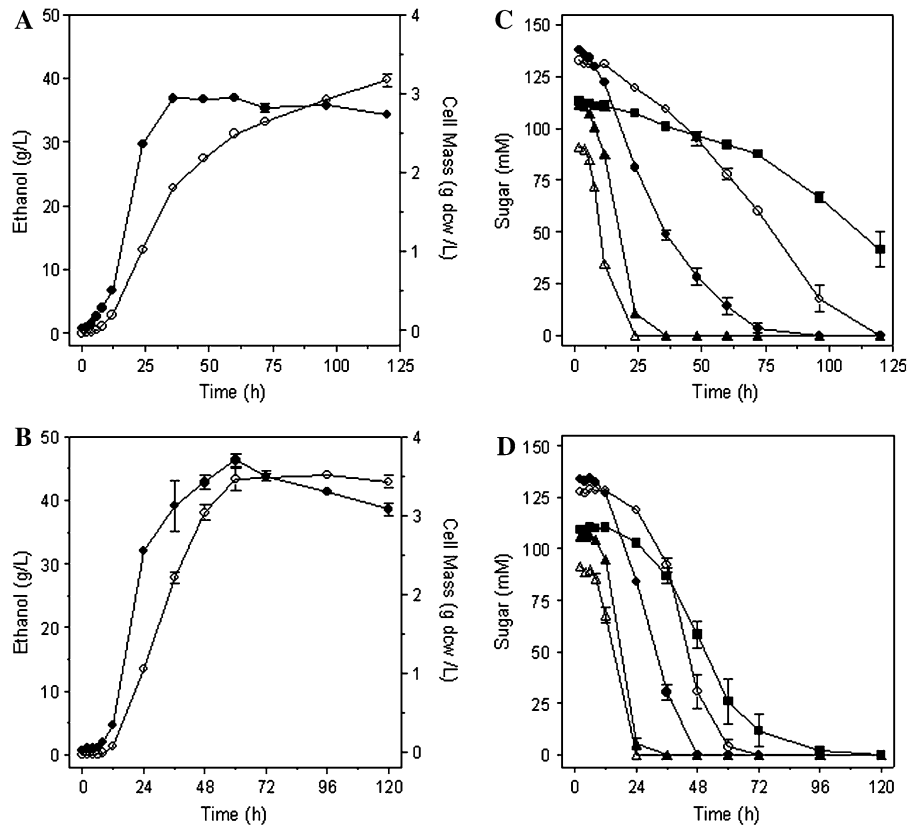 A
50
40
30
20
10
0
Ethanol (g/L)
4
3
2
1
0
Cell Mass (g dcw /L)
0 25 50 75 100 125
Time (h)
C
150
125
100
75
50
25
0
Sugar (mM)
0 25 50 75 100 125
Time (h)
B
50
40
30
20
10
0
Ethanol (g/L)
4
3
2
1
0
Cell Mass (g dcw /L)
0 24 48 72 96 120
Time (h)
D
150
125
100
75
50
25
0
Sugar (mM)
0 24 48 72 96 120
Time (h)